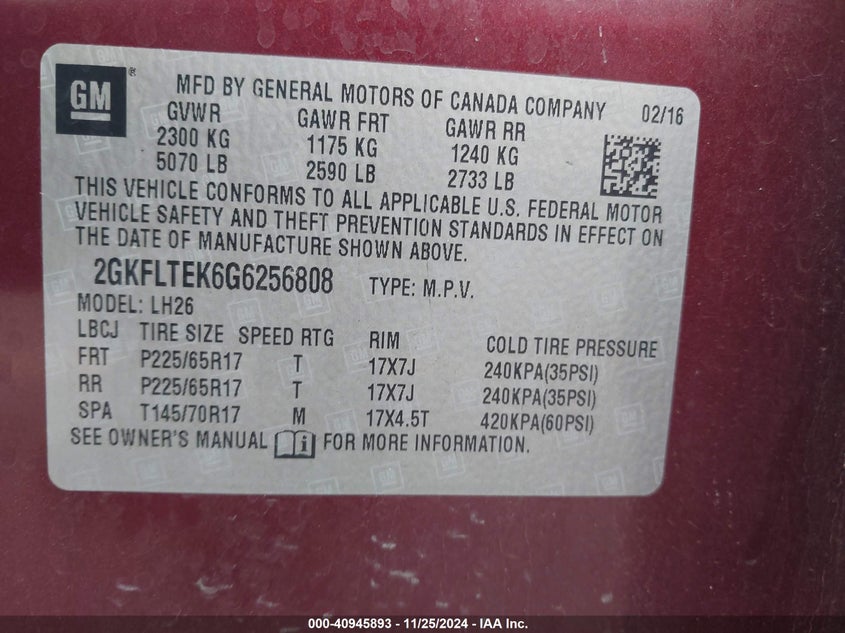 GM ®
MFD BY GENERAL MOTORS OF CANADA COMPANY 02/16
GVWR GAWR FRT GAWR RR
2300 KG 1175 KG 1240 KG
5070 LB 2590 LB 2733 LB
THIS VEHICLE CONFORMS TO ALL APPLICABLE U.S. FEDERAL MOTOR
VEHICLE SAFETY AND THEFT PREVENTION STANDARDS IN EFFECT ON
THE DATE OF MANUFACTURE SHOWN ABOVE.
2GKFLTEK6G6256808 TYPE: M.P.V.
MODEL: LH26
LBCJ TIRE SIZE SPEED RTG RIM COLD TIRE PRESSURE
FRT P225/65R17 T 17X7J 240KPA(35PSI)
RR P225/65R17 T 17X7J 240KPA(35PSI)
SPA T145/70R17 M 17X4.5T 420KPA(60PSI)
SEE OWNER'S MANUAL i FOR MORE INFORMATION.
000-40945893 - 11/25/2024 - IAA Inc.